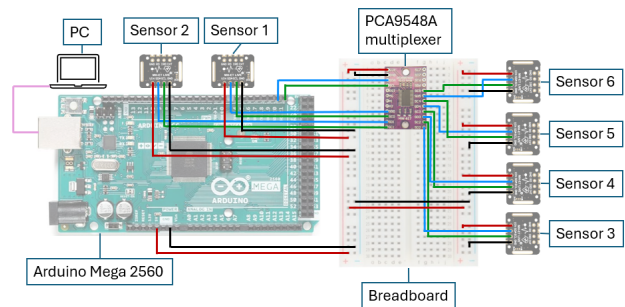 PC
Sensor 2
Sensor 1
PCA9548A
multiplexer
Sensor 6
Sensor 5
Sensor 4
Sensor 3
ARDUINO
MEGA
Arduino Mega 2560
Breadboard